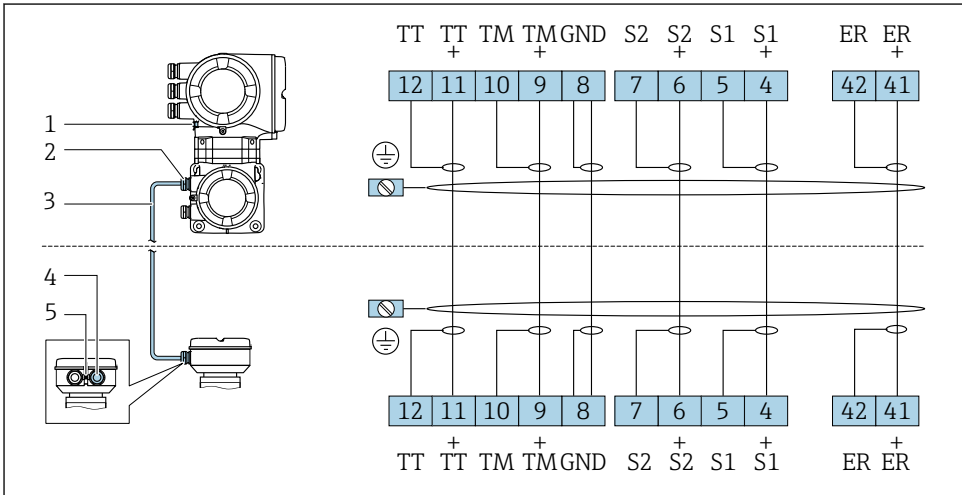 TT TT TM TM GND S2 S2 S1 S1 ER ER
+ + + + +
12 11 10 9 8 7 6 5 4 42 41
1
2
3
4
5
12 11 10 9 8 7 6 5 4 42 41
+ + + + +
TT TT TM TM GND S2 S2 S1 S1 ER ER